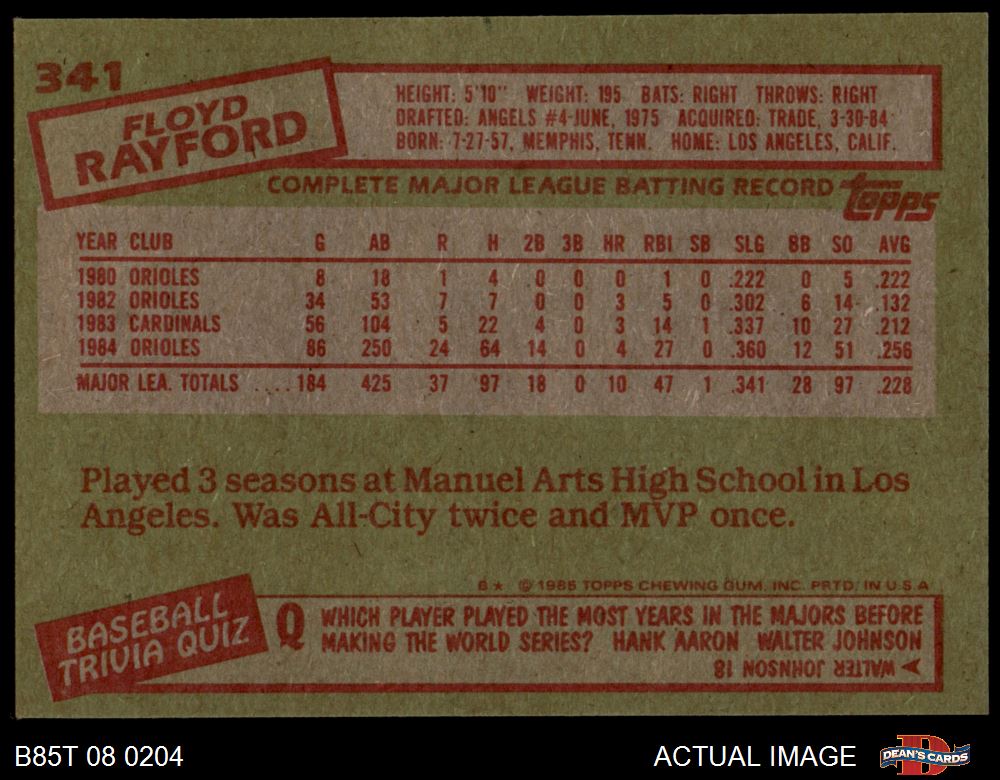 341
FLOYD
RAYFORD
HEIGHT: 5'10" WEIGHT: 195 BATS: RIGHT THROWS: RIGHT
DRAFTED: ANGELS #4-JUNE, 1975 ACQUIRED: TRADE, 3-30-84
BORN: 7-27-57, MEMPHIS, TENN. HOME: LOS ANGELES, CALIF.
COMPLETE MAJOR LEAGUE BATTING RECORD topps
YEAR CLUB G AB R H 2B 3B HR RBI SB SLG BB SO AVG
1980 ORIOLES 8 18 1 4 0 0 0 1 0 .222 0 5 .222
1982 ORIOLES 34 53 7 7 0 0 3 5 0 .302 6 14 .132
1983 CARDINALS 56 104 5 22 4 0 3 14 1 .337 10 27 .212
1984 ORIOLES 86 250 24 64 14 0 4 27 0 .360 12 51 .256
MAJOR LEA. TOTALS ....184 425 37 97 18 0 10 47 1 .341 28 97 .228
Played 3 seasons at Manuel Arts High School in Los
Angeles. Was All-City twice and MVP once.
B★ © 1985 TOPPS CHEWING GUM, INC. PRTD. IN U.S.A
BASEBALL
TRIVIA QUIZ
Q WHICH PLAYER PLAYED THE MOST YEARS IN THE MAJORS BEFORE
MAKING THE WORLD SERIES? HANK AARON WALTER JOHNSON
WALTER JOHNSON 18
B85T 08 0204
ACTUAL IMAGE
DEAN'S CARDS